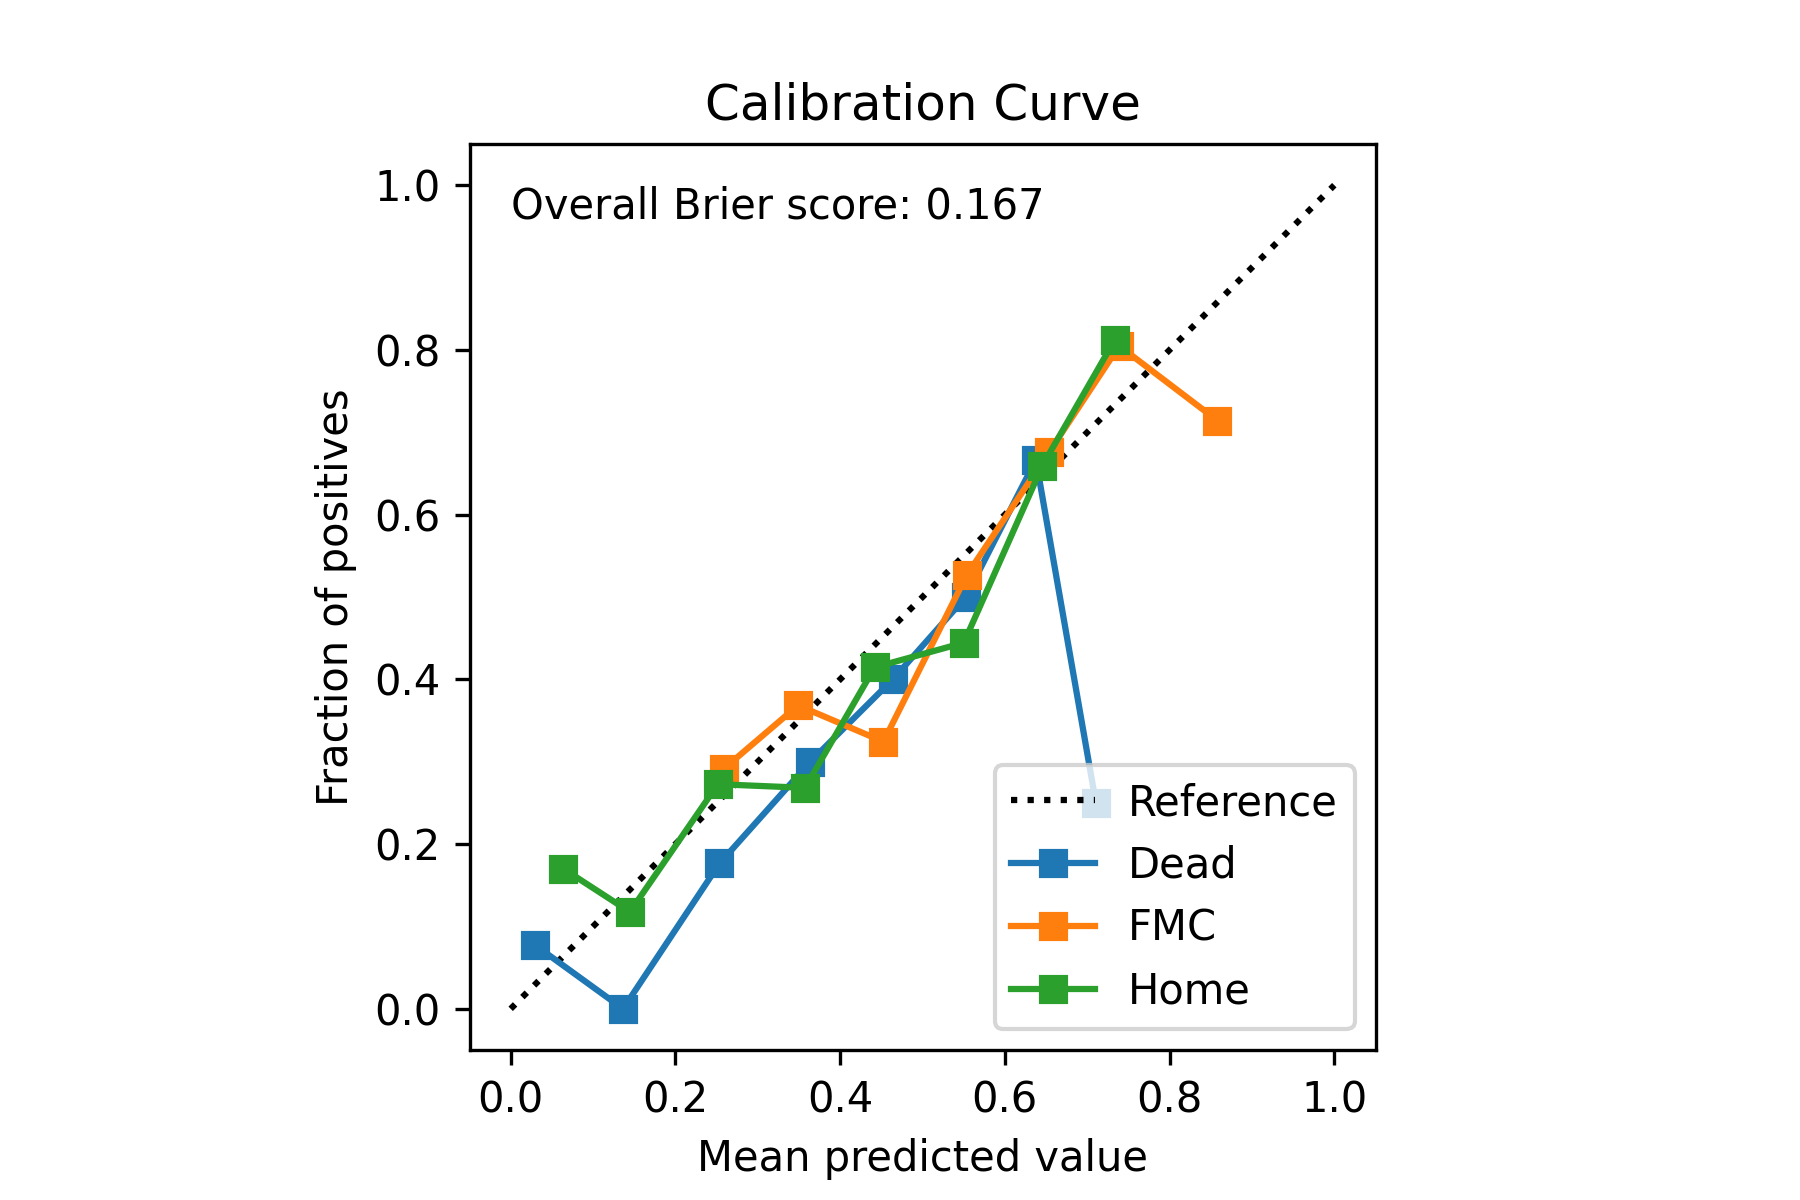 Calibration Curve
Overall Brier score: 0.167
Fraction of positives
1.0
0.8
0.6
0.4
0.2
0.0
Reference
Dead
FMC
Home
0.0 0.2 0.4 0.6 0.8 1.0
Mean predicted value